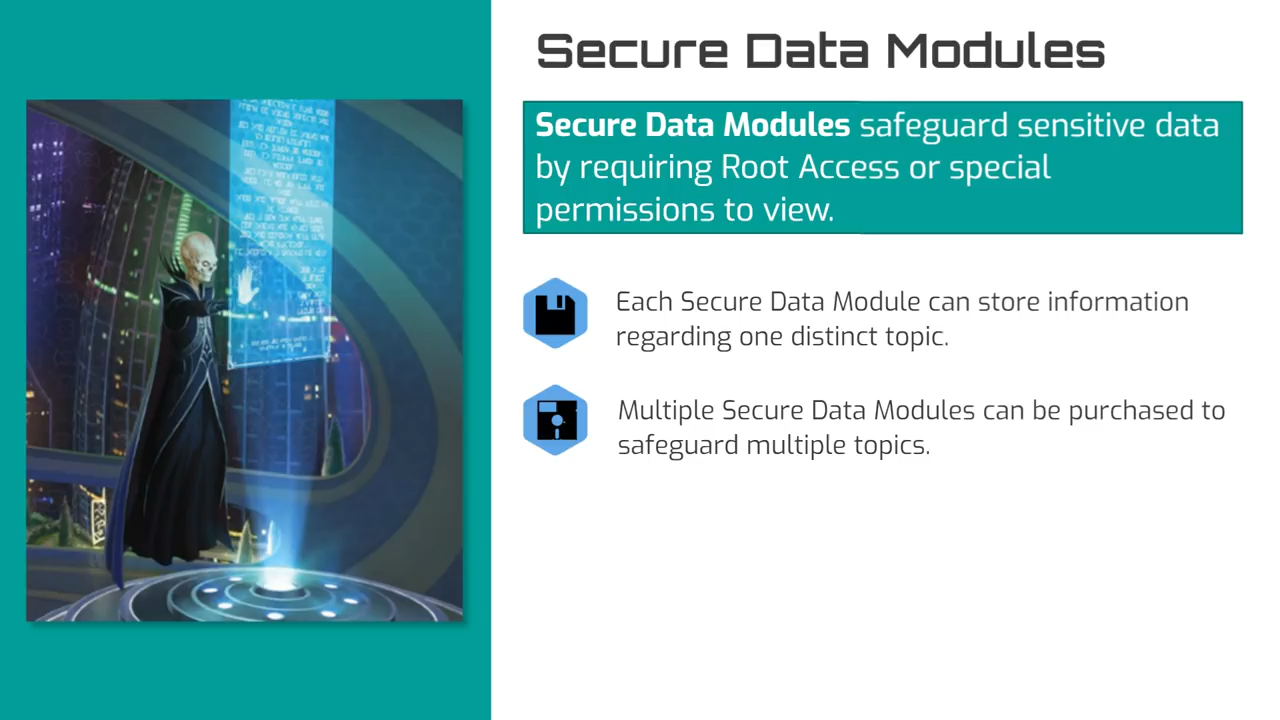 Secure Data Modules
Secure Data Modules safeguard sensitive data
by requiring Root Access or special
permissions to view.
Each Secure Data Module can store information
regarding one distinct topic.
Multiple Secure Data Modules can be purchased to
safeguard multiple topics.